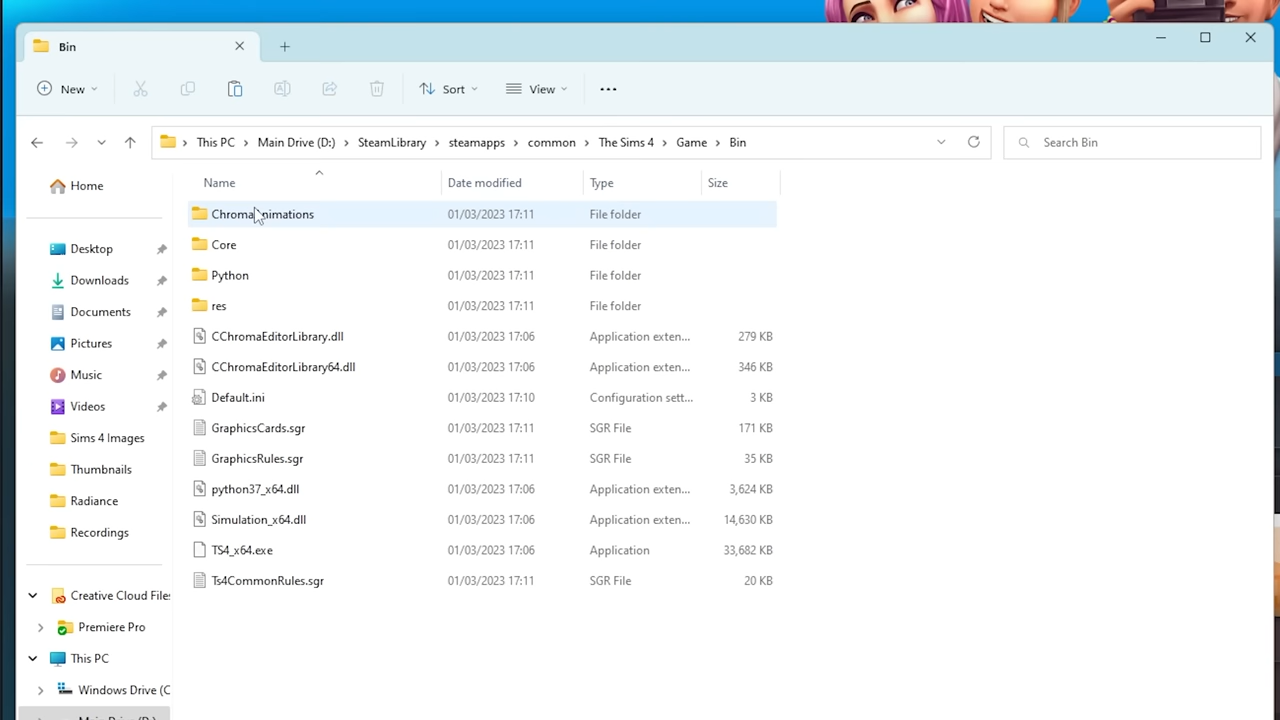 Bin
New
Sort
View
This PC > Main Drive (D:) > SteamLibrary > steamapps > common > The Sims 4 > Game > Bin
Search Bin
Home
Desktop
Downloads
Documents
Pictures
Music
Videos
Sims 4 Images
Thumbnails
Radiance
Recordings
Creative Cloud Files
Premiere Pro
This PC
Windows Drive (C
Main Drive (D:)
Name Date modified Type Size
ChromaAnimations 01/03/2023 17:11 File folder
Core 01/03/2023 17:11 File folder
Python 01/03/2023 17:11 File folder
res 01/03/2023 17:11 File folder
CChromaEditorLibrary.dll 01/03/2023 17:06 Application exten... 279 KB
CChromaEditorLibrary64.dll 01/03/2023 17:06 Application exten... 346 KB
Default.ini 01/03/2023 17:10 Configuration sett... 3 KB
GraphicsCards.sgr 01/03/2023 17:11 SGR File 171 KB
GraphicsRules.sgr 01/03/2023 17:11 SGR File 35 KB
python37_x64.dll 01/03/2023 17:06 Application exten... 3,624 KB
Simulation_x64.dll 01/03/2023 17:06 Application exten... 14,630 KB
TS4_x64.exe 01/03/2023 17:06 Application 33,682 KB
Ts4CommonRules.sgr 01/03/2023 17:11 SGR File 20 KB